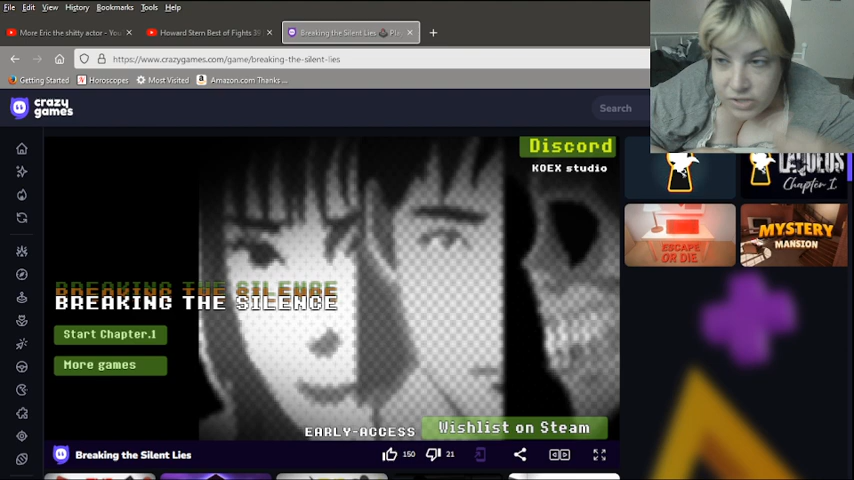 File Edit View History Bookmarks Tools Help
More Eric the shitty actor - You
Howard Stern Best of Fights
Breaking the Silent Lies
https://www.crazygames.com/game/breaking-the-silent-lies
Getting Started Horoscopes Most Visited Amazon.com Thanks ...
crazy
games
Search
Discord
KOEX studio
BREAKING THE SILENCE
BREAKING THE SILENCE
Start Chapter.1
More games
EARLY-ACCESS
Wishlist on Steam
LAQUEUS
Chapter I
ESCAPE
OR DIE
MYSTERY
MANSION
Breaking the Silent Lies
150
21